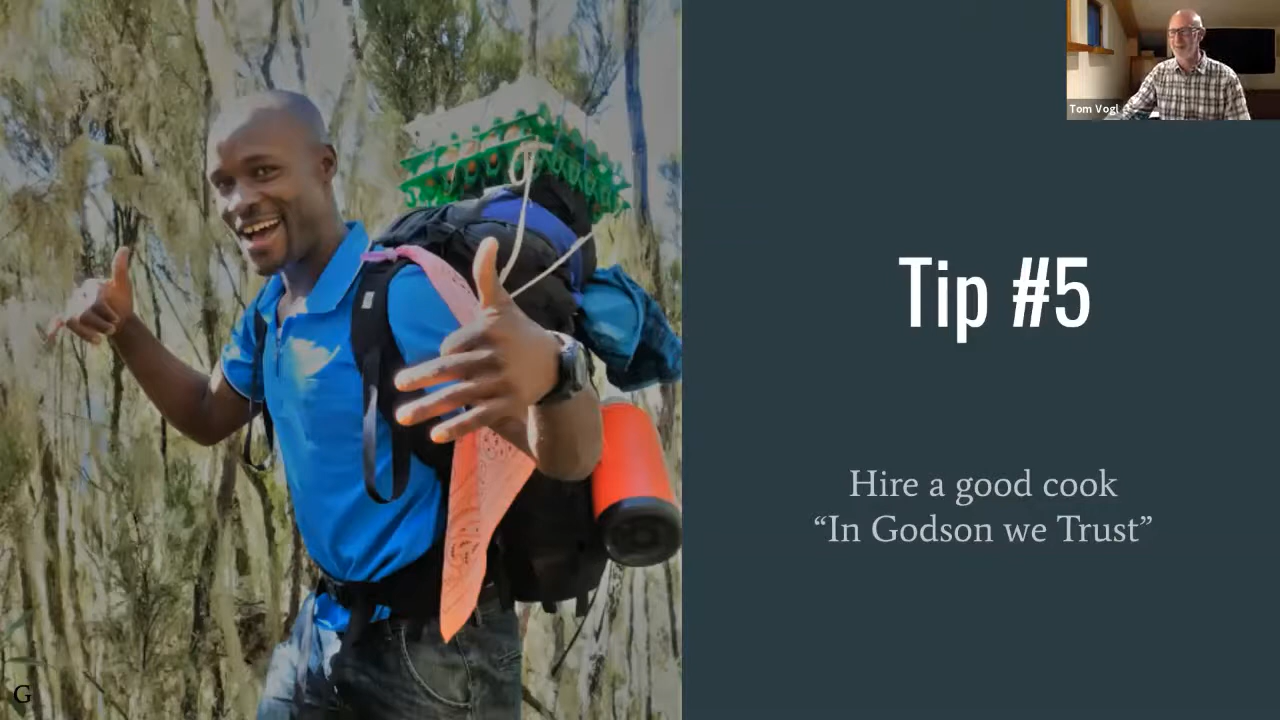 Tom Vogl
Tip #5
Hire a good cook
“In Godson we Trust”
G